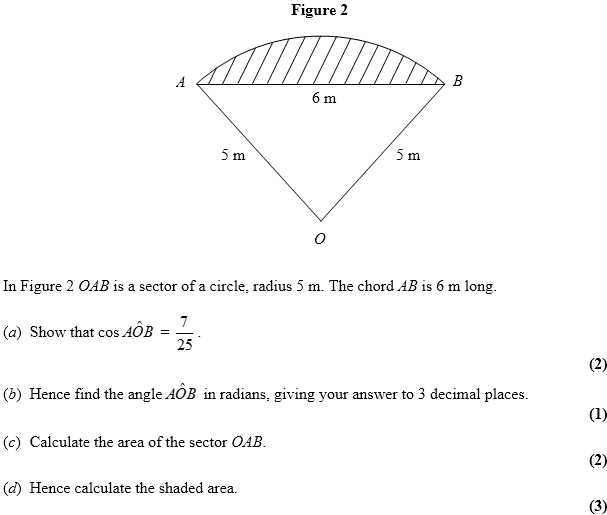 Figure 2
A
B
6 m
5 m
5 m
O
In Figure 2 OAB is a sector of a circle, radius 5 m. The chord AB is 6 m long.
(a) Show that cos AÔB = 7/25.
(2)
(b) Hence find the angle AÔB in radians, giving your answer to 3 decimal places.
(1)
(c) Calculate the area of the sector OAB.
(2)
(d) Hence calculate the shaded area.
(3)